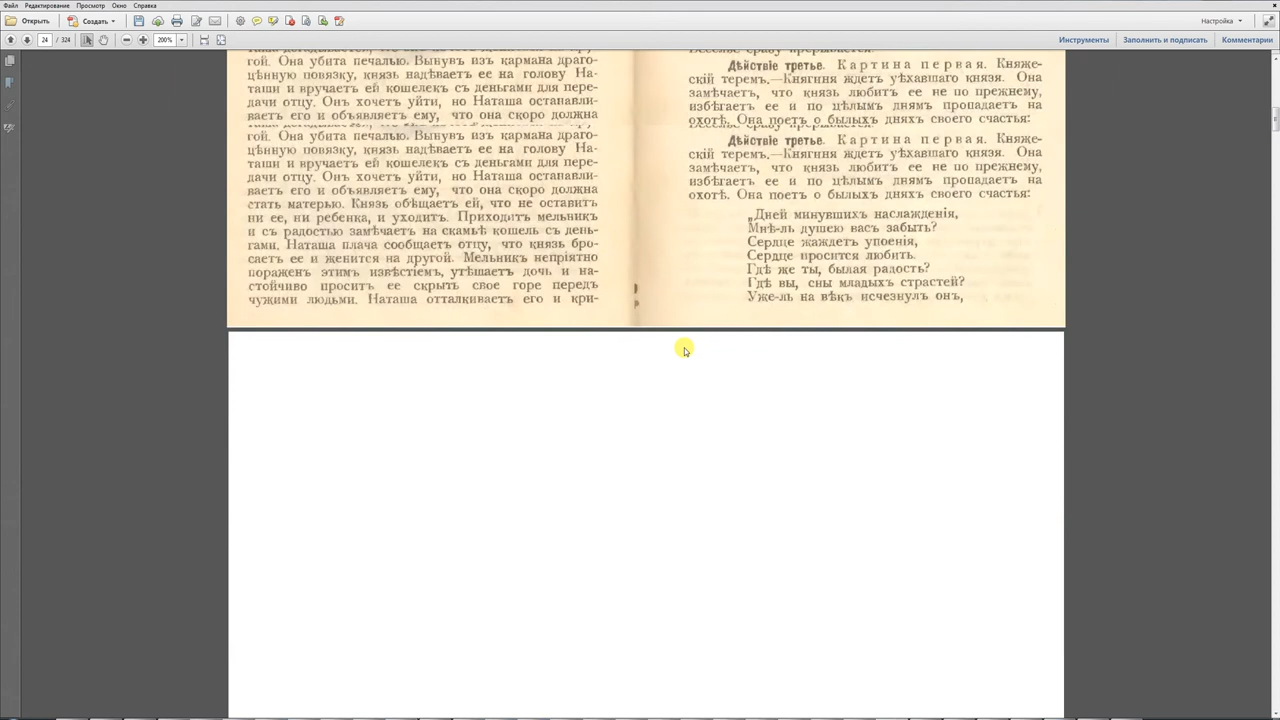 Файл Редактирование Просмотр Окно Справка
Открыть Создать Настройка
24 / 324 200% Инструменты Заполнить и подписать Комментарии
гой. Она убита печалью. Вынувъ изъ кармана драго-
цѣнную повязку, князь надѣваетъ ее на голову На-
таши и вручаетъ ей кошелекъ съ деньгами для пере-
дачи отцу. Онъ хочетъ уйти, но Наташа останавли-
ваетъ его и объявляетъ ему, что она скоро должна
гой. Она убита печалью. Вынувъ изъ кармана драго-
цѣнную повязку, князь надѣваетъ ее на голову На-
таши и вручаетъ ей кошелекъ съ деньгами для пере-
дачи отцу. Онъ хочетъ уйти, но Наташа останавли-
ваетъ его и объявляетъ ему, что она скоро должна
стать матерью. Князь обѣщаетъ ей, что не оставитъ
ни ее, ни ребенка, и уходитъ. Приходитъ мельникъ
и съ радостью замѣчаетъ на скамьѣ кошель съ день-
гами. Наташа плача сообщаетъ отцу, что князь бро-
саетъ ее и женится на другой. Мельникъ непріятно
пораженъ этимъ извѣстіемъ, утѣшаетъ дочь и на-
стойчиво проситъ ее скрыть свое горе передъ
чужими людьми. Наташа отталкиваетъ его и кри-
Дѣйствіе третье. Картина первая. Княже-
скій теремъ.—Княгиня ждетъ уѣхавшаго князя. Она
замѣчаетъ, что князь любитъ ее не по прежнему,
избѣгаетъ ее и по цѣлымъ днямъ пропадаетъ на
охотѣ. Она поетъ о былыхъ дняхъ своего счастья:
Дѣйствіе третье. Картина первая. Княже-
скій теремъ.—Княгиня ждетъ уѣхавшаго князя. Она
замѣчаетъ, что князь любитъ ее не по прежнему,
избѣгаетъ ее и по цѣлымъ днямъ пропадаетъ на
охотѣ. Она поетъ о былыхъ дняхъ своего счастья:
„Дней минувшихъ наслажденія,
Мнѣ-ль душею васъ забыть?
Сердце жаждетъ упоенія,
Сердце просится любить.
Гдѣ же ты, былая радость?
Гдѣ вы, сны младыхъ страстей?
Уже-ль на вѣкъ исчезнулъ онъ,